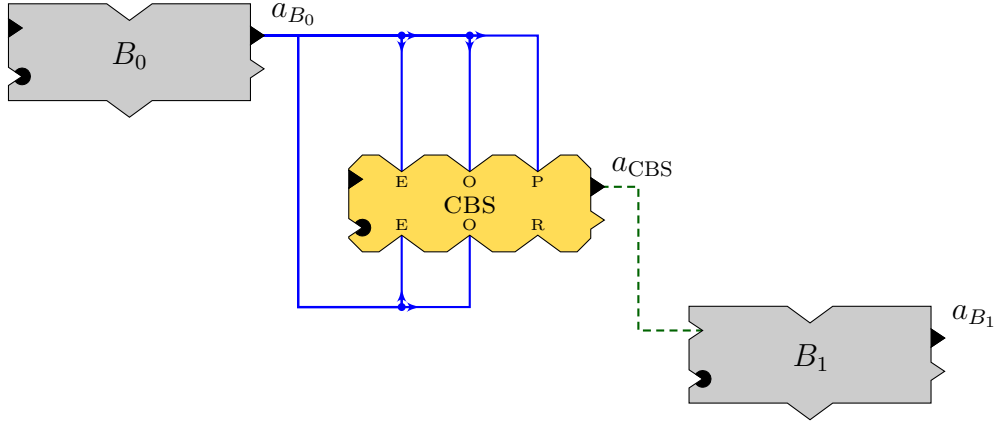 a_{B_0}
B_0
a_{CBS}
E O P
CBS
E O R
a_{B_1}
B_1